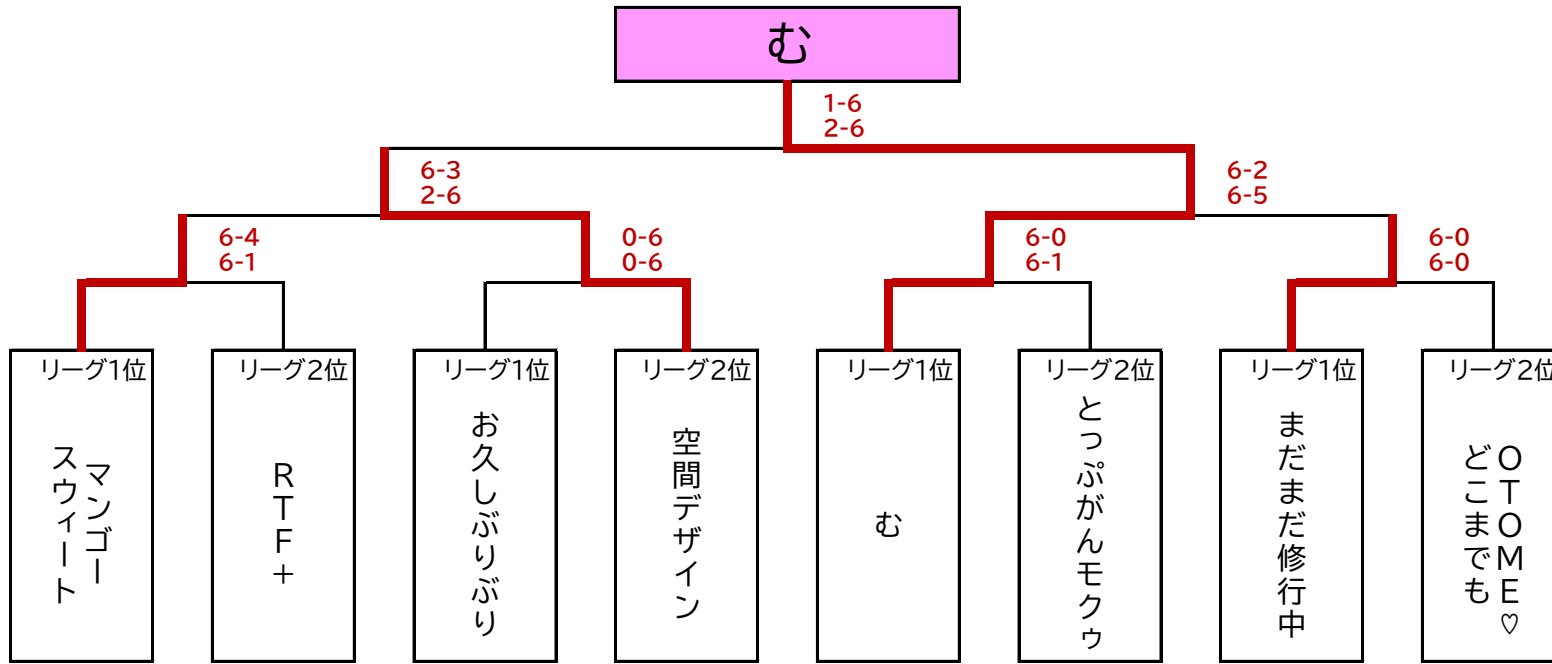 む
1-6
2-6
6-3
2-6
6-2
6-5
6-4
6-1
0-6
0-6
6-0
6-1
6-0
6-0
リーグ1位
マンゴー
スウィート
リーグ2位
RTF+
リーグ1位
お久しぶりぶり
リーグ2位
空間デザイン
リーグ1位
む
リーグ2位
とっぷがんモクゥ
リーグ1位
まだまだ修行中
リーグ2位
OTOME♡
どこまでも